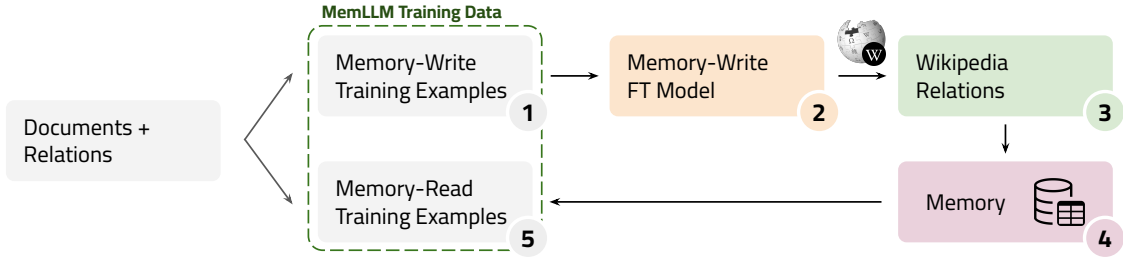 MemLLM Training Data
Documents +
Relations
Memory-Write
Training Examples
1
Memory-Write
FT Model
2
W
Wikipedia
Relations
3
Memory
4
Memory-Read
Training Examples
5